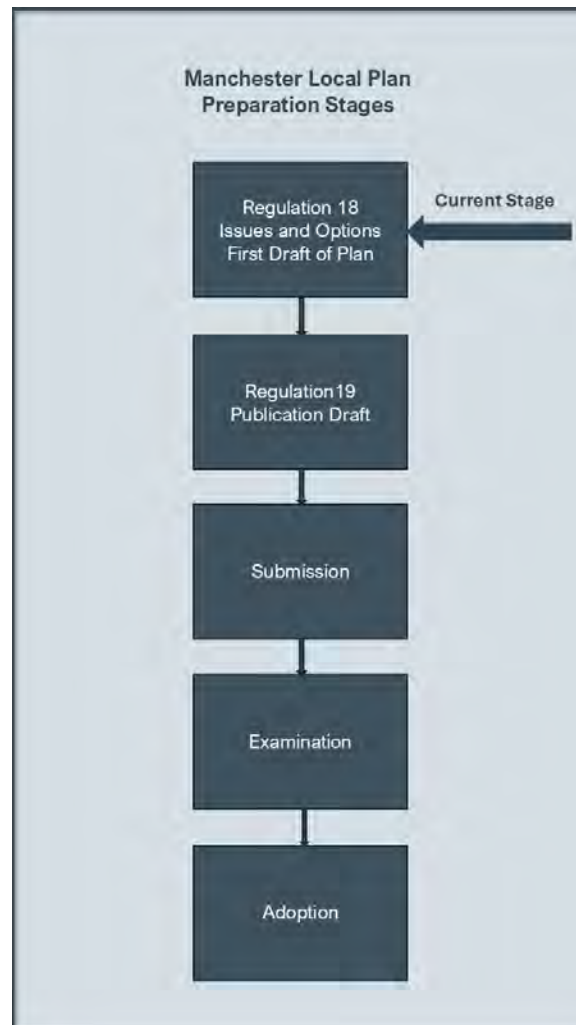 Manchester Local Plan
Preparation Stages
Regulation 18
Issues and Options
First Draft of Plan
Current Stage
Regulation19
Publication Draft
Submission
Examination
Adoption